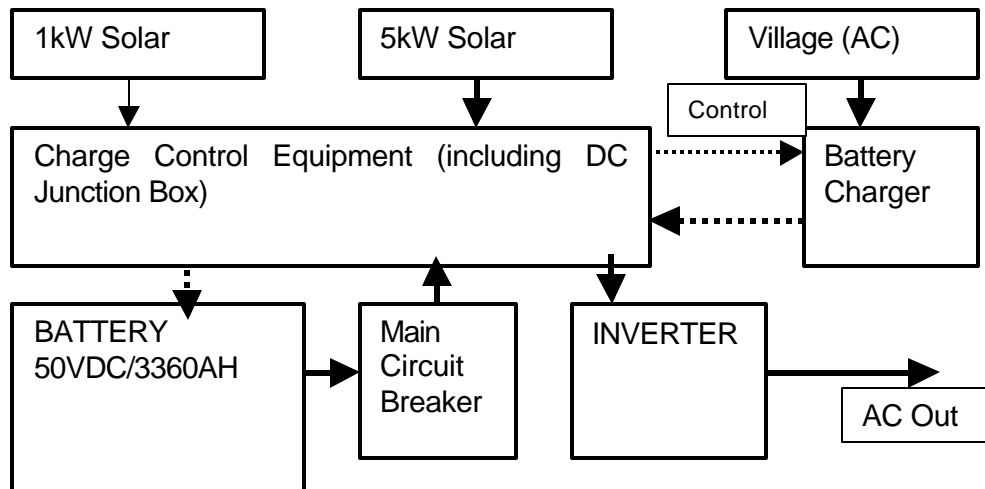 1kW Solar
5kW Solar
Village (AC)
Control
Charge Control Equipment (including DC
Junction Box)
Battery
Charger
BATTERY
50VDC/3360AH
Main
Circuit
Breaker
INVERTER
AC Out